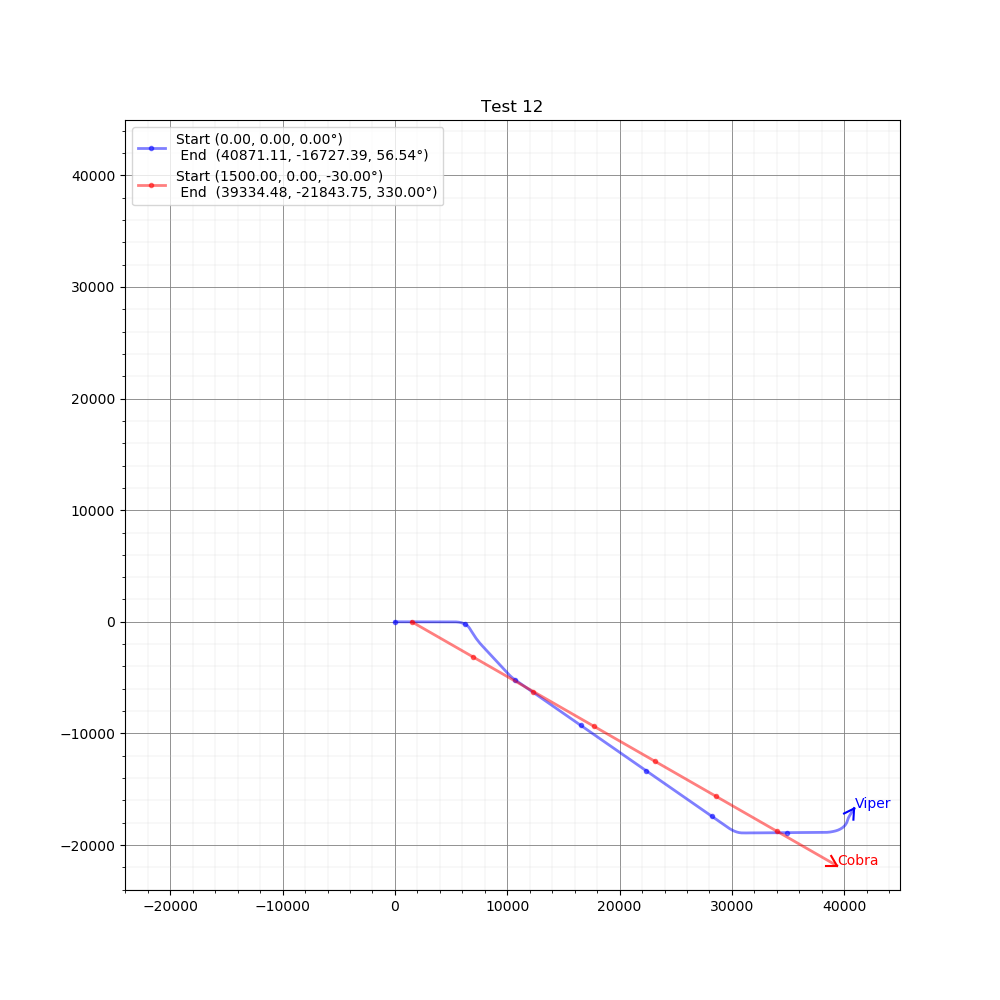 Test 12
Start (0.00, 0.00, 0.00°)
End (40871.11, -16727.39, 56.54°)
Start (1500.00, 0.00, -30.00°)
End (39334.48, -21843.75, 330.00°)
40000
30000
20000
10000
0
−10000
−20000
Viper
Cobra
−20000 −10000 0 10000 20000 30000 40000